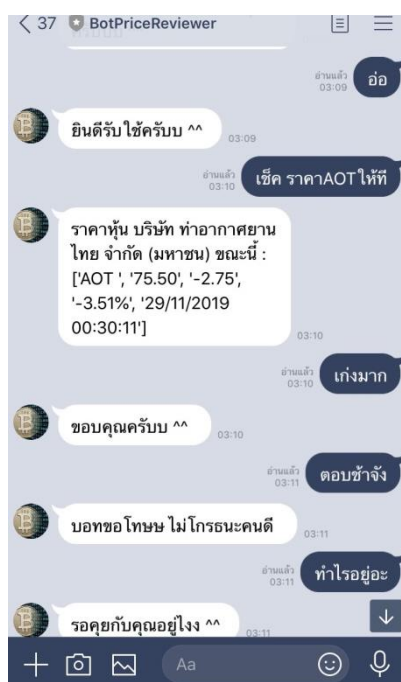 37 BotPriceReviewer
อ่านแล้ว
03:09
อ่อ
ยินดีรับใช้ครับบ ^^
03:09
อ่านแล้ว
03:10
เช็ค ราคาAOTให้ที
ราคาหุ้น บริษัท ท่าอากาศยาน
ไทย จำกัด (มหาชน) ขณะนี้ :
['AOT ', '75.50', '-2.75',
'-3.51%', '29/11/2019
00:30:11']
03:10
อ่านแล้ว
03:10
เก่งมาก
ขอบคุณครับบ ^^
03:10
อ่านแล้ว
03:11
ตอบช้าจัง
บอทขอโทษษ ไม่โกรธนะคนดี
03:11
อ่านแล้ว
03:11
ทำไรอยู่อะ
รอคุยกับคุณอยู่ไงง ^^
03:11
Aa